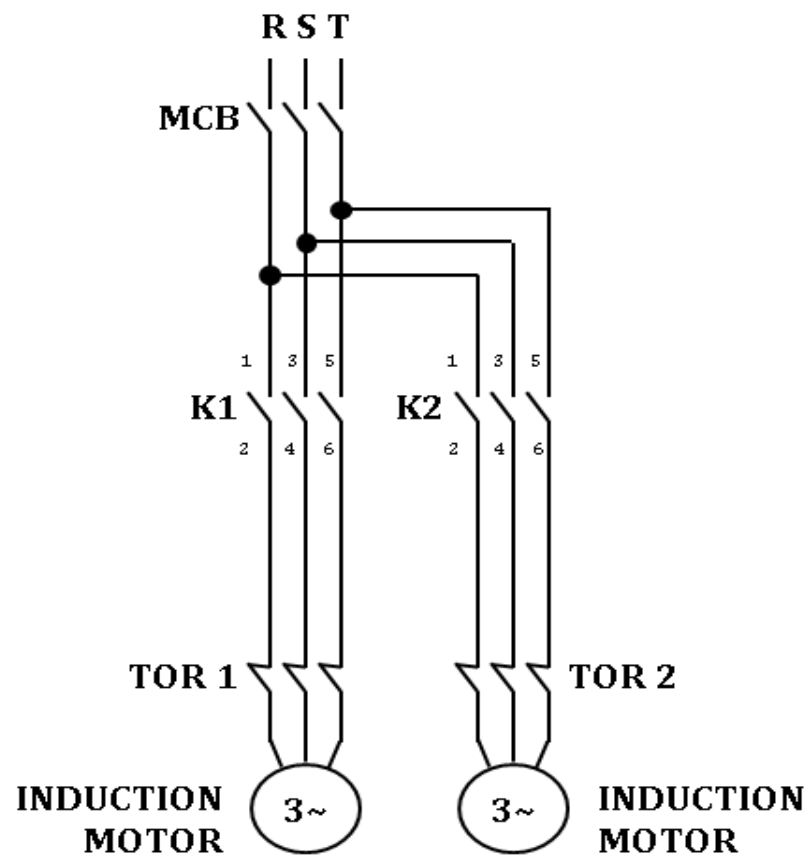 R S T
MCB
1 3 5 1 3 5
K1 K2
2 4 6 2 4 6
TOR 1 TOR 2
3~ 3~
INDUCTION
MOTOR
INDUCTION
MOTOR